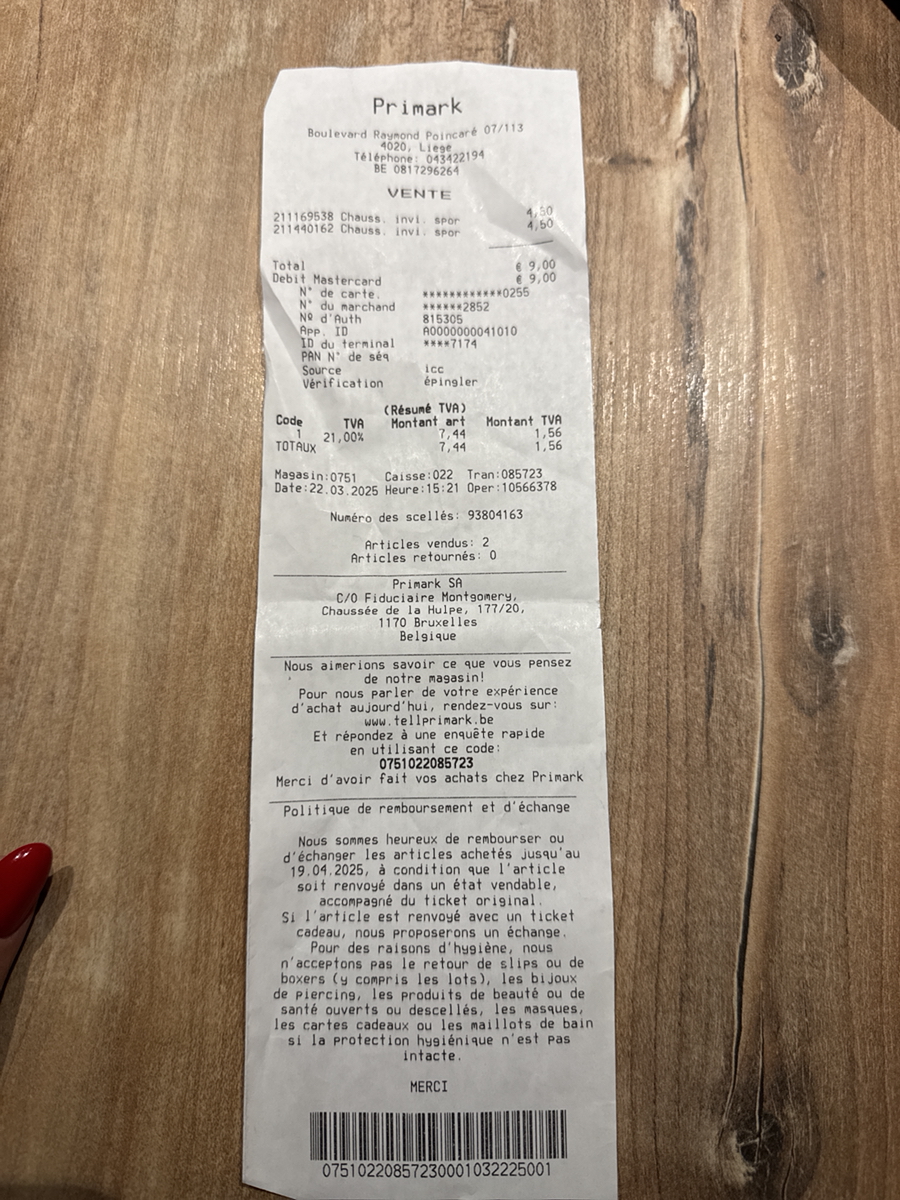 Primark
Boulevard Raymond Poincaré 07/113
4020, Liege
Téléphone: 043422194
BE 0817296264
VENTE
211169538 Chauss. invi. spor 4,50
211440162 Chauss. invi. spor 4,50
Total € 9,00
Debit Mastercard € 9,00
N° de carte. ************0255
N° du marchand ******2852
Nº d'Auth 815305
App. ID A0000000041010
ID du terminal ****7174
PAN N° de séq
Source icc
Vérification épingler
(Résumé TVA)
Code TVA Montant art Montant TVA
1 21,00% 7,44 1,56
TOTAUX 7,44 1,56
Magasin:0751 Caisse:022 Tran:085723
Date:22.03.2025 Heure:15:21 Oper:10566378
Numéro des scellés: 93804163
Articles vendus: 2
Articles retournés: 0
Primark SA
C/O Fiduciaire Montgomery,
Chaussée de la Hulpe, 177/20,
1170 Bruxelles
Belgique
Nous aimerions savoir ce que vous pensez
de notre magasin!
Pour nous parler de votre expérience
d'achat aujourd'hui, rendez-vous sur:
www.tellprimark.be
Et répondez à une enquête rapide
en utilisant ce code:
0751022085723
Merci d'avoir fait vos achats chez Primark
Politique de remboursement et d'échange
Nous sommes heureux de rembourser ou
d'échanger les articles achetés jusqu'au
19.04.2025, à condition que l'article
soit renvoyé dans un état vendable,
accompagné du ticket original.
Si l'article est renvoyé avec un ticket
cadeau, nous proposerons un échange.
Pour des raisons d'hygiène, nous
n'acceptons pas le retour de slips ou de
boxers (y compris les lots), les bijoux
de piercing, les produits de beauté ou de
santé ouverts ou descellés, les masques,
les cartes cadeaux ou les maillots de bain
si la protection hygiénique n'est pas
intacte.
MERCI
07510220857230001032225001